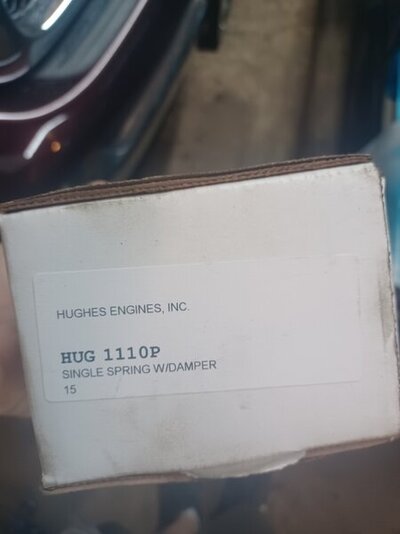 HUGHES ENGINES, INC.
HUG 1110P
SINGLE SPRING W/DAMPER
15